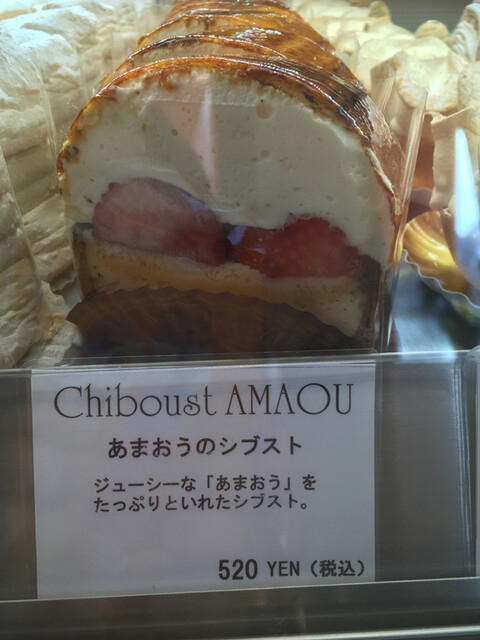 Chiboust AMAOU
あまおうのシブスト
ジューシーな「あまおう」を
たっぷりといれたシブスト。
520 YEN（税込）